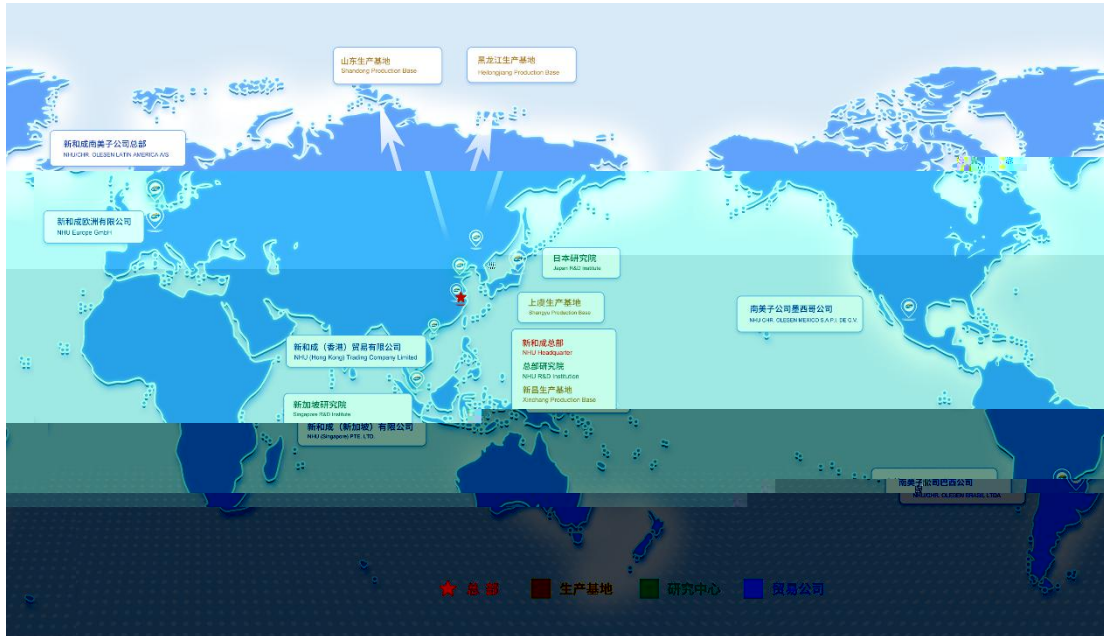 山东生产基地
Shandong Production Base
黑龙江生产基地
Heilongjiang Production Base
新和成南美子公司总部
NHU/CHR. OLESEN LATIN AMERICA A/S
新和成欧洲有限公司
NHU Europe GmbH
日本研究院
Japan R&D Institute
上虞生产基地
Shangyu Production Base
南美子公司墨西哥公司
NHU CHR. OLESEN MEXICO S.A.P.I. DE C.V.
新和成（香港）贸易有限公司
NHU (Hong Kong) Trading Company Limited
新和成总部
NHU Headquarter
总部研究院
NHU R&D Institution
新昌生产基地
Xinchang Production Base
新加坡研究院
Singapore R&D Institute
新和成（新加坡）有限公司
NHU (Singapore) PTE. LTD.
南美子公司巴西公司
NHU/CHR. OLESEN BRASIL LTDA.
总部
生产基地
研究中心
贸易公司